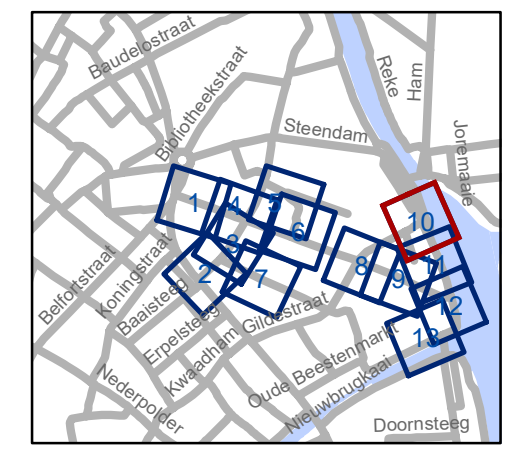 Baudelostraat
Bibliotheekstraat
Reke
Ham
Steendam
Joremaaie
1
4
5
6
3
2
7
8
9
10
11
12
13
Belfortstraat
Koningstraat
Baaisteeg
Erpelsteeg
Kwaadham
Gildestraat
Oude Beestenmarkt
Nieuwbrugkaai
Nederpolder
Doornsteeg